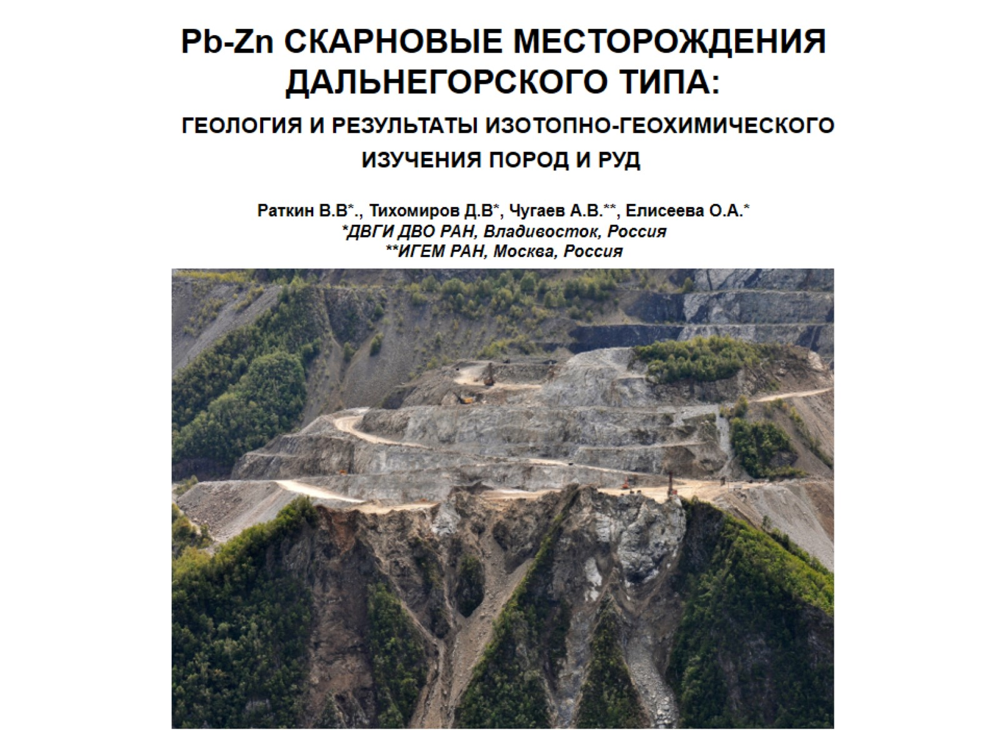 Pb-Zn СКАРНОВЫЕ МЕСТОРОЖДЕНИЯ
ДАЛЬНЕГОРСКОГО ТИПА:
ГЕОЛОГИЯ И РЕЗУЛЬТАТЫ ИЗОТОПНО-ГЕОХИМИЧЕСКОГО
ИЗУЧЕНИЯ ПОРОД И РУД
Раткин В.В*., Тихомиров Д.В*, Чугаев А.В.**, Елисеева О.А.*
*ДВГИ ДВО РАН, Владивосток, Россия
**ИГЕМ РАН, Москва, Россия